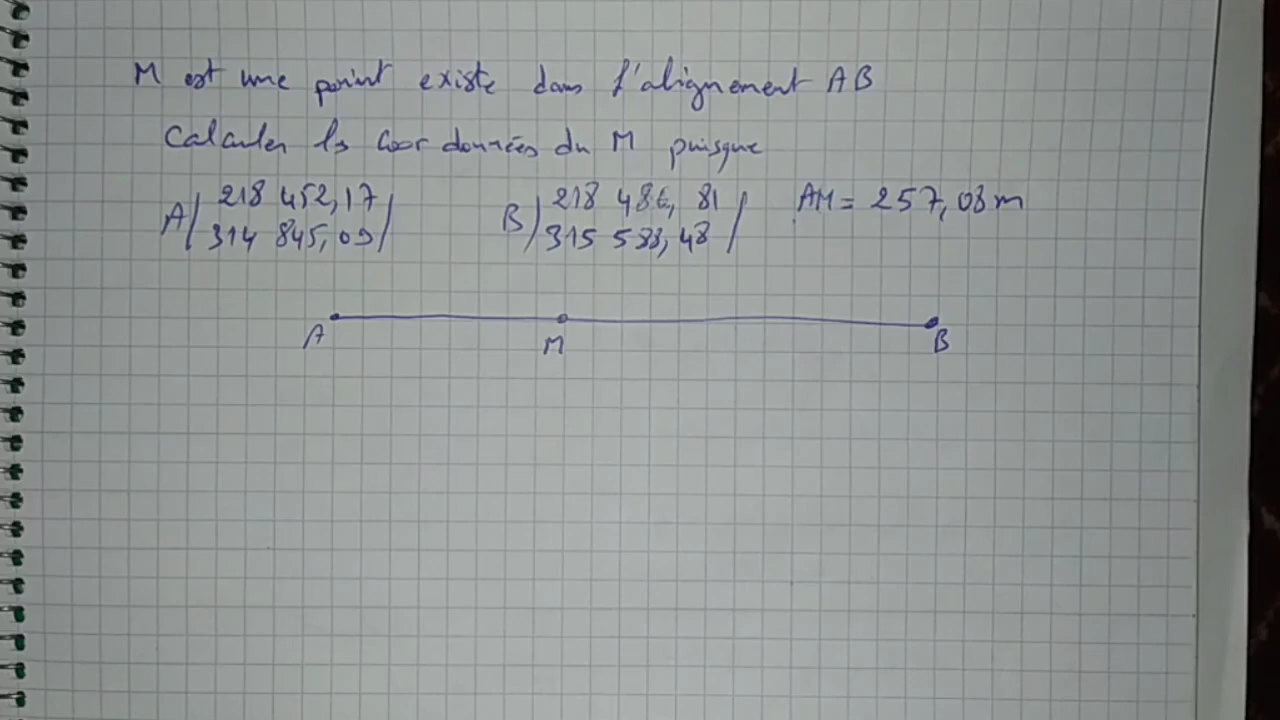 M est une point existe dans l'alignement AB
Calculer les coordonnées du M puisque
A/ 218 452,17 / B/ 218 486,81 / AM = 257,08 m
314 845,09 315 583,48
A M B